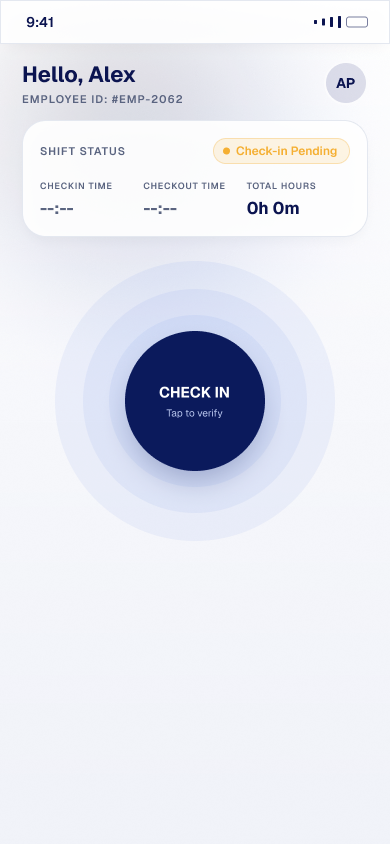 9:41
Hello, Alex
EMPLOYEE ID: #EMP-2062
AP
SHIFT STATUS
Check-in Pending
CHECKIN TIME CHECKOUT TIME TOTAL HOURS
--:-- --:-- 0h 0m
CHECK IN
Tap to verify